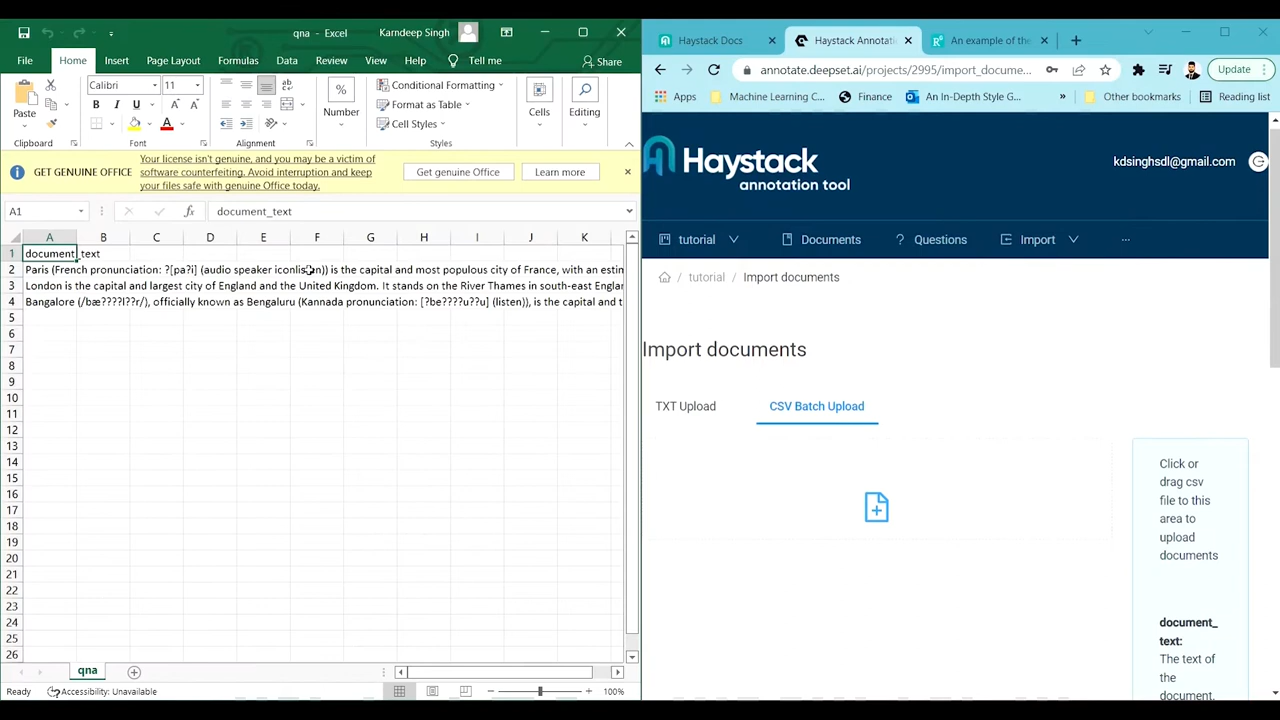 qna - Excel
Karndeep Singh
File
Home
Insert
Page Layout
Formulas
Data
Review
View
Help
Tell me
Share
Paste
Calibri
11
B I U
A A
%
Number
Conditional Formatting
Format as Table
Cell Styles
Cells
Editing
Clipboard
Font
Alignment
Styles
GET GENUINE OFFICE
Your license isn't genuine, and you may be a victim of
software counterfeiting. Avoid interruption and keep
your files safe with genuine Office today.
Get genuine Office
Learn more
A1
fx
document_text
A B C D E F G H I J K
1 document_text
2 Paris (French pronunciation: ?[pa?i] (audio speaker iconlisten)) is the capital and most populous city of France, with an estim
3 London is the capital and largest city of England and the United Kingdom. It stands on the River Thames in south-east Englan
4 Bangalore (/bæ????l??r/), officially known as Bengaluru (Kannada pronunciation: [?be????u??u] (listen)), is the capital and t
5
6
7
8
9
10
11
12
13
14
15
16
17
18
19
20
21
22
23
24
25
26
qna
Ready
Accessibility: Unavailable
100%
Haystack Docs
Haystack Annotati
An example of the
annotate.deepset.ai/projects/2995/import_docume...
Update
Apps
Machine Learning C...
Finance
An In-Depth Style G...
»
Other bookmarks
Reading list
Haystack
annotation tool
kdsinghsdl@gmail.com
tutorial
Documents
Questions
Import
...
/ tutorial / Import documents
Import documents
TXT Upload
CSV Batch Upload
Click or
drag csv
file to this
area to
upload
documents
document_
text:
The text of
the
document.